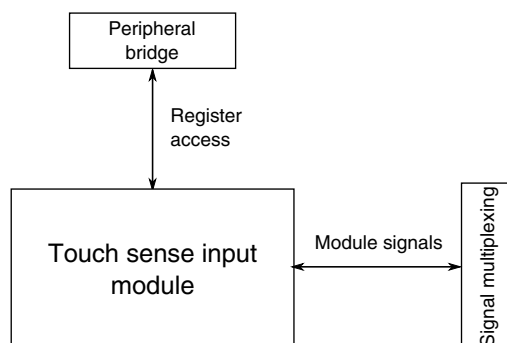 Peripheral
bridge
Register
access
Touch sense input
module
Module signals
Signal multiplexing